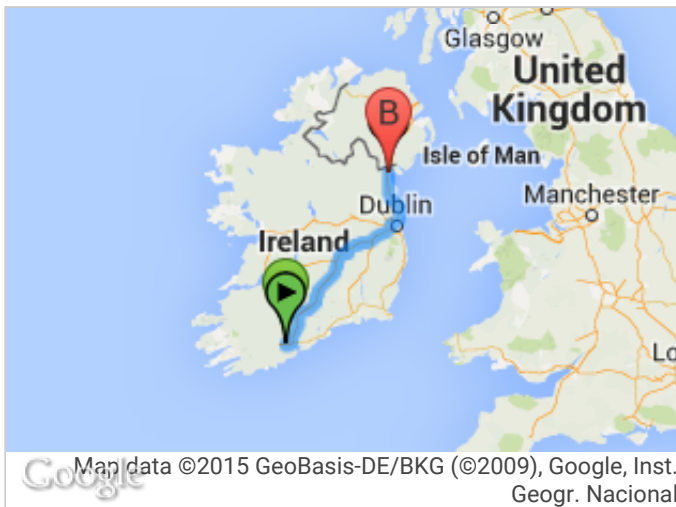 Glasgow
United
Kingdom
B
Isle of Man
Manchester
Dublin
Ireland
Lo
Map data ©2015 GeoBasis-DE/BKG (©2009), Google, Inst.
Geogr. Nacional
Google